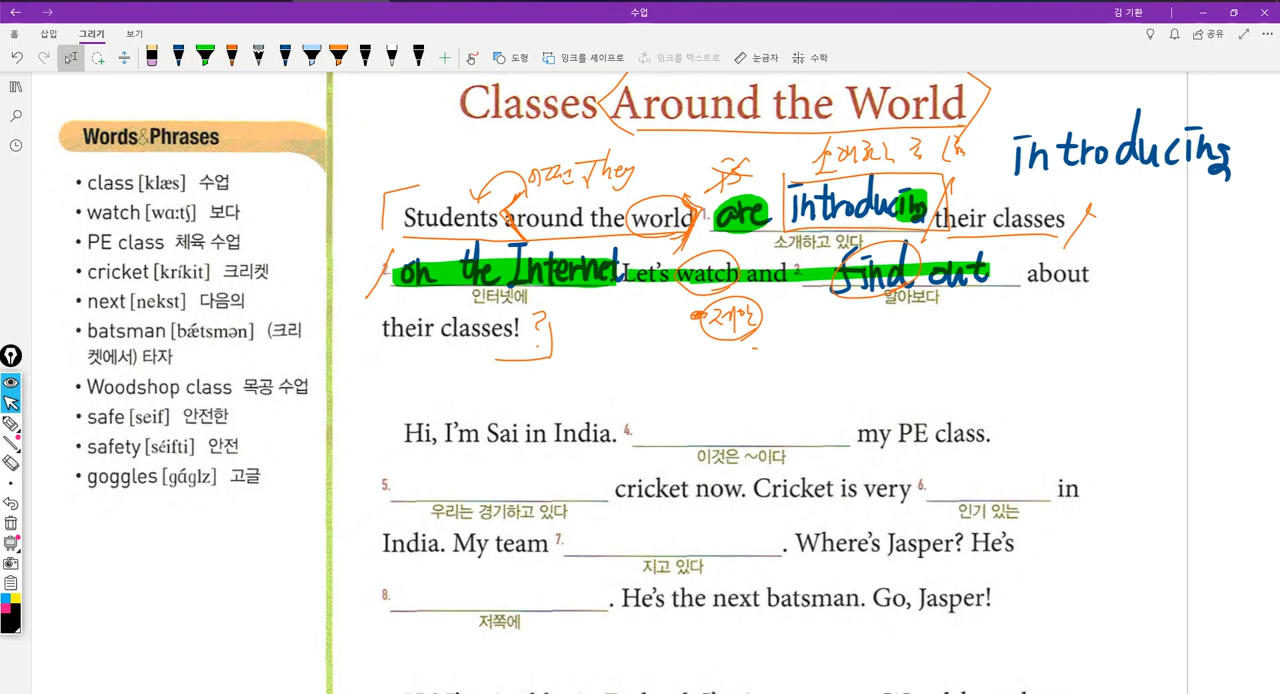 수업
김 기환
홈 삽입 그리기 보기
공유
도형 잉크를 셰이프로 잉크를 텍스트로 눈금자 수학
Classes Around the World
Words&Phrases
• class [klæs] 수업
• watch [wɑːtʃ] 보다
• PE class 체육 수업
• cricket [kríkit] 크리켓
• next [nekst] 다음의
• batsman [bǽtsmən] (크리
켓에서) 타자
• Woodshop class 목공 수업
• safe [seif] 안전한
• safety [séifti] 안전
• goggles [gάglz] 고글
introducing
어떤 They
is
Students around the world 1. are introducing their classes
소개하고 있다
2. on the Internet Let's watch and 3. find out about
인터넷에 알아보다
제안
their classes! ?
Hi, I'm Sai in India. 4. my PE class.
이것은 ~이다
5. cricket now. Cricket is very 6. in
우리는 경기하고 있다 인기 있는
India. My team 7. . Where's Jasper? He's
지고 있다
8. . He's the next batsman. Go, Jasper!
저쪽에